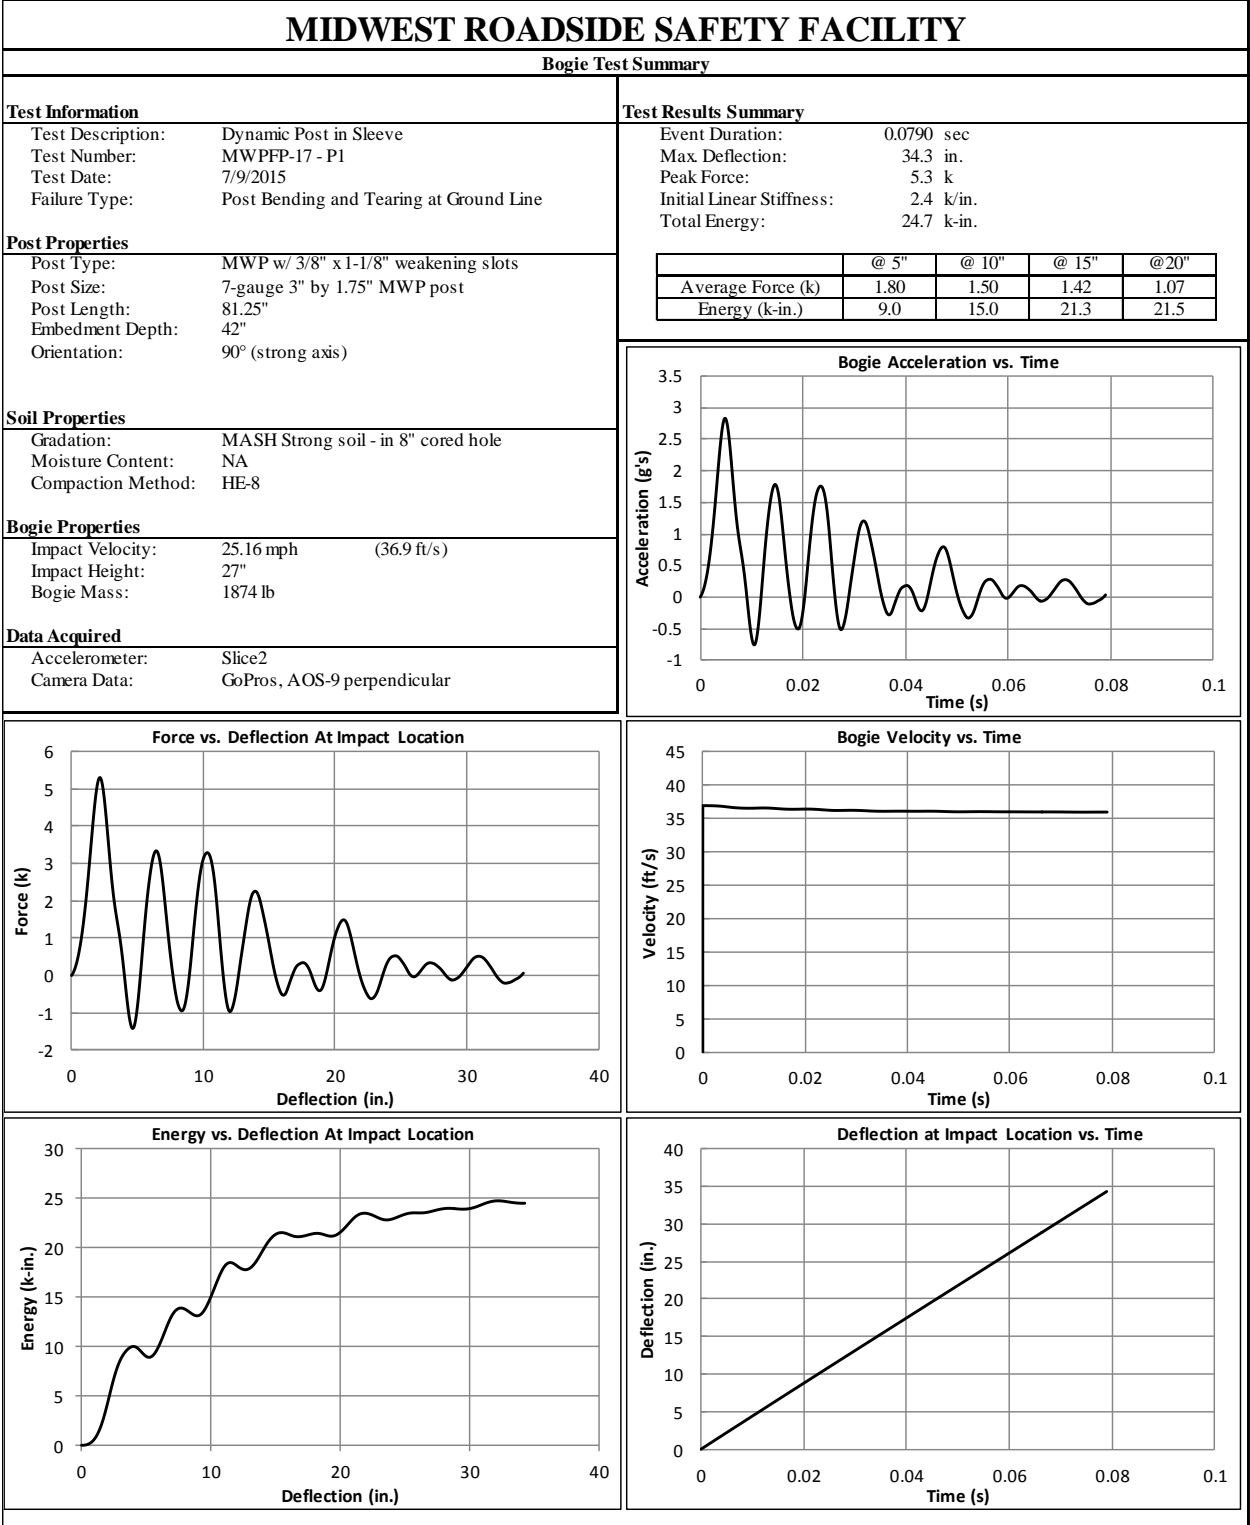 MIDWEST ROADSIDE SAFETY FACILITY
Bogie Test Summary
Test Information
Test Description: Dynamic Post in Sleeve
Test Number: MWPFP-17 - P1
Test Date: 7/9/2015
Failure Type: Post Bending and Tearing at Ground Line
Post Properties
Post Type: MWP w/ 3/8" x 1-1/8" weakening slots
Post Size: 7-gauge 3" by 1.75" MWP post
Post Length: 81.25"
Embedment Depth: 42"
Orientation: 90° (strong axis)
Soil Properties
Gradation: MASH Strong soil - in 8" cored hole
Moisture Content: NA
Compaction Method: HE-8
Bogie Properties
Impact Velocity: 25.16 mph (36.9 ft/s)
Impact Height: 27"
Bogie Mass: 1874 lb
Data Acquired
Accelerometer: Slice2
Camera Data: GoPros, AOS-9 perpendicular
Test Results Summary
Event Duration: 0.0790 sec
Max. Deflection: 34.3 in.
Peak Force: 5.3 k
Initial Linear Stiffness: 2.4 k/in.
Total Energy: 24.7 k-in.
@ 5" @ 10" @ 15" @20"
Average Force (k) 1.80 1.50 1.42 1.07
Energy (k-in.) 9.0 15.0 21.3 21.5
Bogie Acceleration vs. Time
Acceleration (g's)
3.5
3
2.5
2
1.5
1
0.5
0
-0.5
-1
0 0.02 0.04 0.06 0.08 0.1
Time (s)
Force vs. Deflection At Impact Location
Force (k)
6
5
4
3
2
1
0
-1
-2
0 10 20 30 40
Deflection (in.)
Bogie Velocity vs. Time
Velocity (ft/s)
45
40
35
30
25
20
15
10
5
0
0 0.02 0.04 0.06 0.08 0.1
Time (s)
Energy vs. Deflection At Impact Location
Energy (k-in.)
30
25
20
15
10
5
0
0 10 20 30 40
Deflection (in.)
Deflection at Impact Location vs. Time
Deflection (in.)
40
35
30
25
20
15
10
5
0
0 0.02 0.04 0.06 0.08 0.1
Time (s)